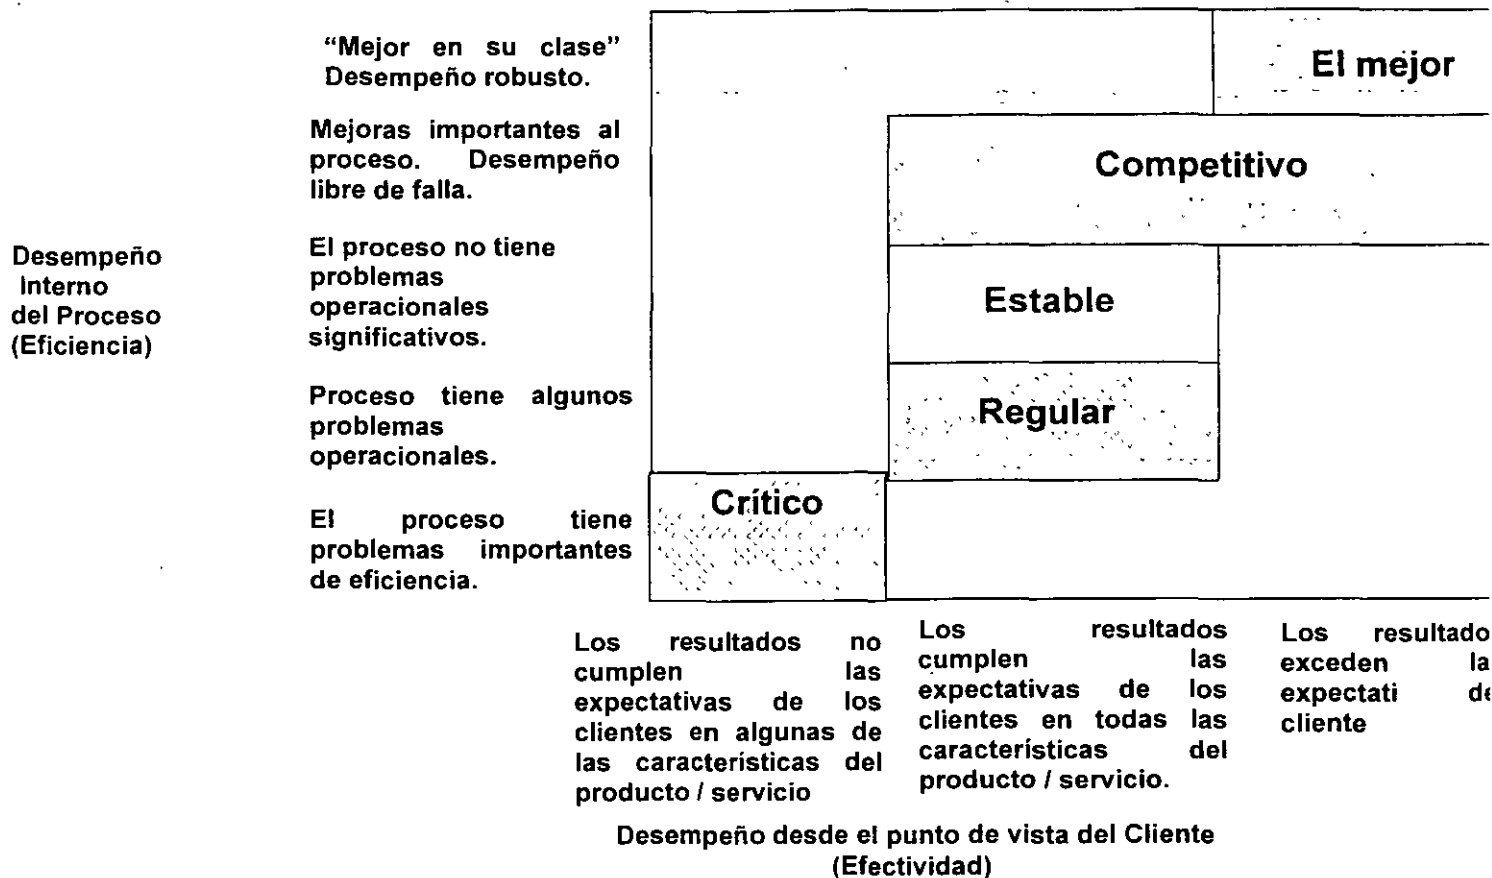 “Mejor en su clase”
Desempeño robusto.
El mejor
Mejoras importantes al
proceso. Desempeño
libre de falla.
Competitivo
Desempeño
Interno
del Proceso
(Eficiencia)
El proceso no tiene
problemas
operacionales
significativos.
Estable
Proceso tiene algunos
problemas
operacionales.
Regular
El proceso tiene
problemas importantes
de eficiencia.
Crítico
Los resultados no
cumplen las
expectativas de los
clientes en algunas de
las características del
producto / servicio
Los resultados
cumplen las
expectativas de los
clientes en todas las
características del
producto / servicio.
Los resultado
exceden la
expectati de
cliente
Desempeño desde el punto de vista del Cliente
(Efectividad)